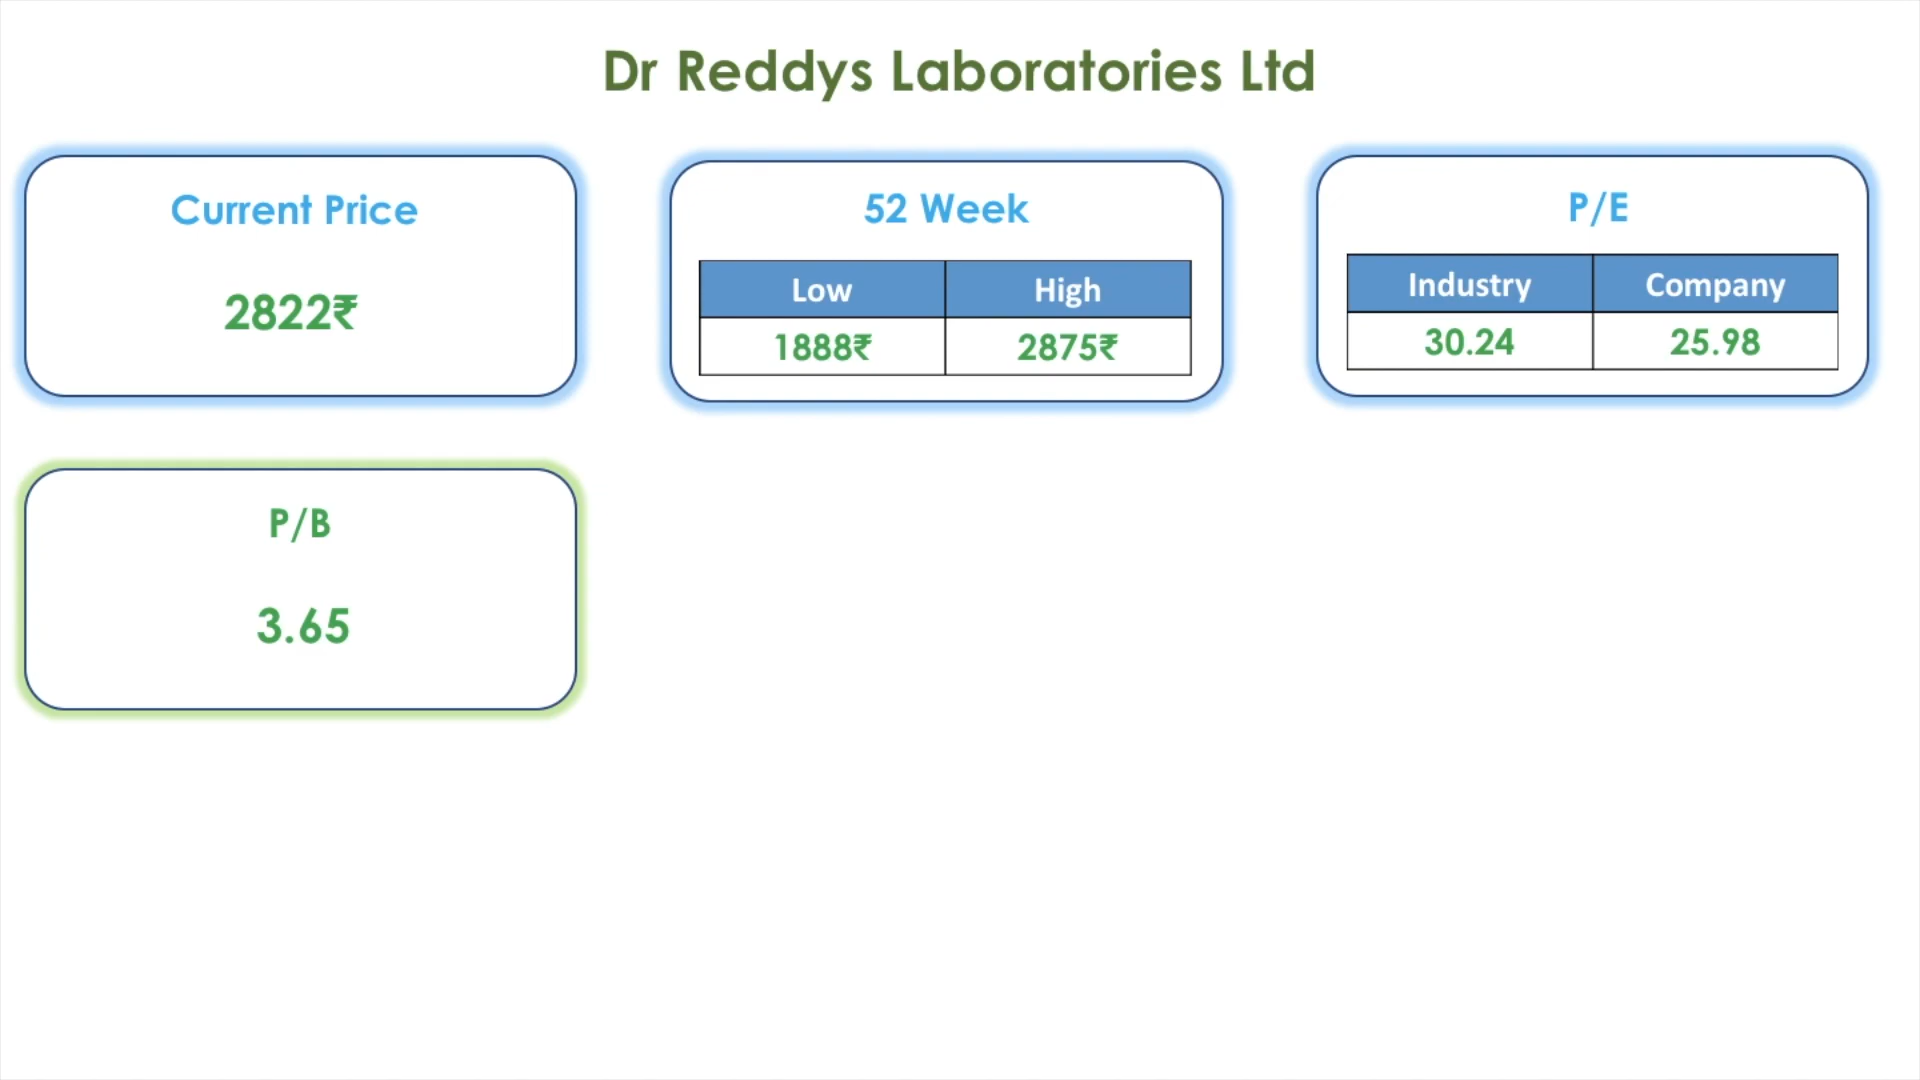 Dr Reddys Laboratories Ltd
Current Price
2822₹
52 Week
Low High
1888₹ 2875₹
P/E
Industry Company
30.24 25.98
P/B
3.65